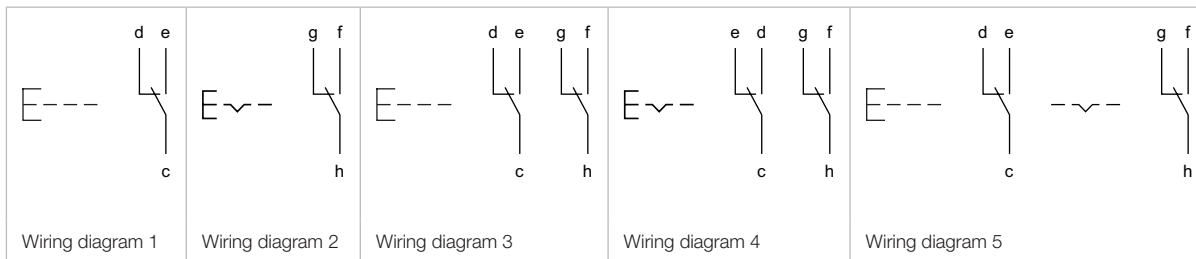 d e
c
Wiring diagram 1
g f
h
Wiring diagram 2
d e g f
c h
Wiring diagram 3
e d g f
c h
Wiring diagram 4
d e g f
c h
Wiring diagram 5